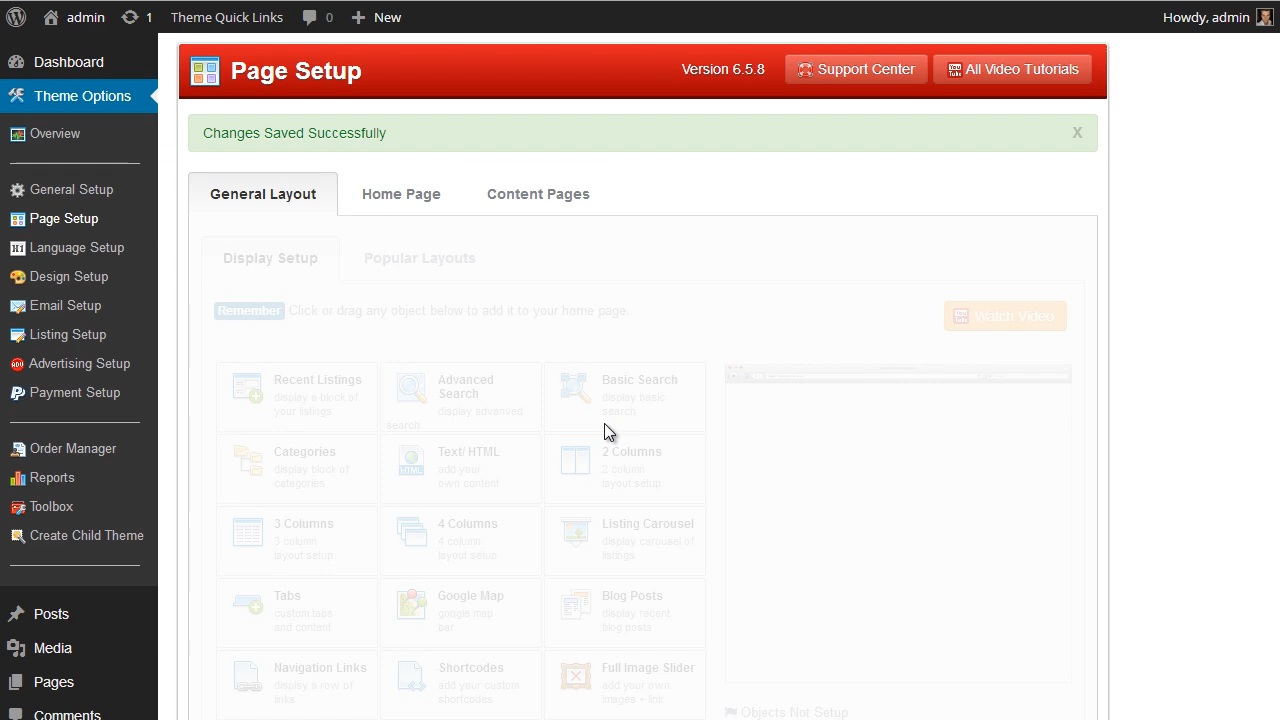 admin
1
Theme Quick Links
0
New
Howdy, admin
Dashboard
Theme Options
Overview
General Setup
Page Setup
Language Setup
Design Setup
Email Setup
Listing Setup
Advertising Setup
Payment Setup
Order Manager
Reports
Toolbox
Create Child Theme
Posts
Media
Pages
Comments
Page Setup
Version 6.5.8
Support Center
All Video Tutorials
Changes Saved Successfully
X
General Layout
Home Page
Content Pages
Display Setup
Popular Layouts
Remember Click or drag any object below to add it to your home page.
Watch Video
Recent Listings
display a block of
your listings
Advanced
Search
display advanced
search
Basic Search
display basic
search
Categories
display block of
categories
Text/ HTML
add your
own content
2 Columns
2 column
layout setup
3 Columns
3 column
layout setup
4 Columns
4 column
layout setup
Listing Carousel
display carousel of
listings
Tabs
custom tabs
and content
Google Map
google map
bar
Blog Posts
display recent
blog posts
Navigation Links
display a row of
links
Shortcodes
add your custom
shortcodes
Full Image Slider
add your own
images + link
Objects Not Setup